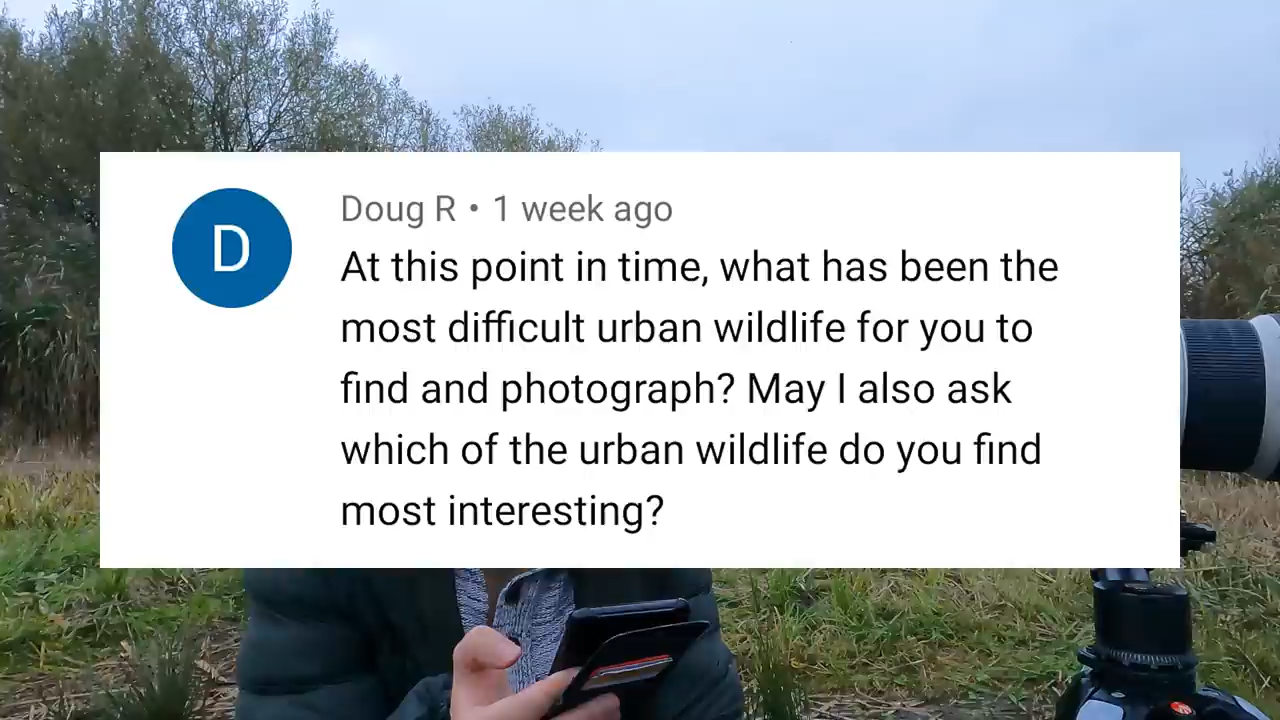 D
Doug R • 1 week ago
At this point in time, what has been the
most difficult urban wildlife for you to
find and photograph? May I also ask
which of the urban wildlife do you find
most interesting?